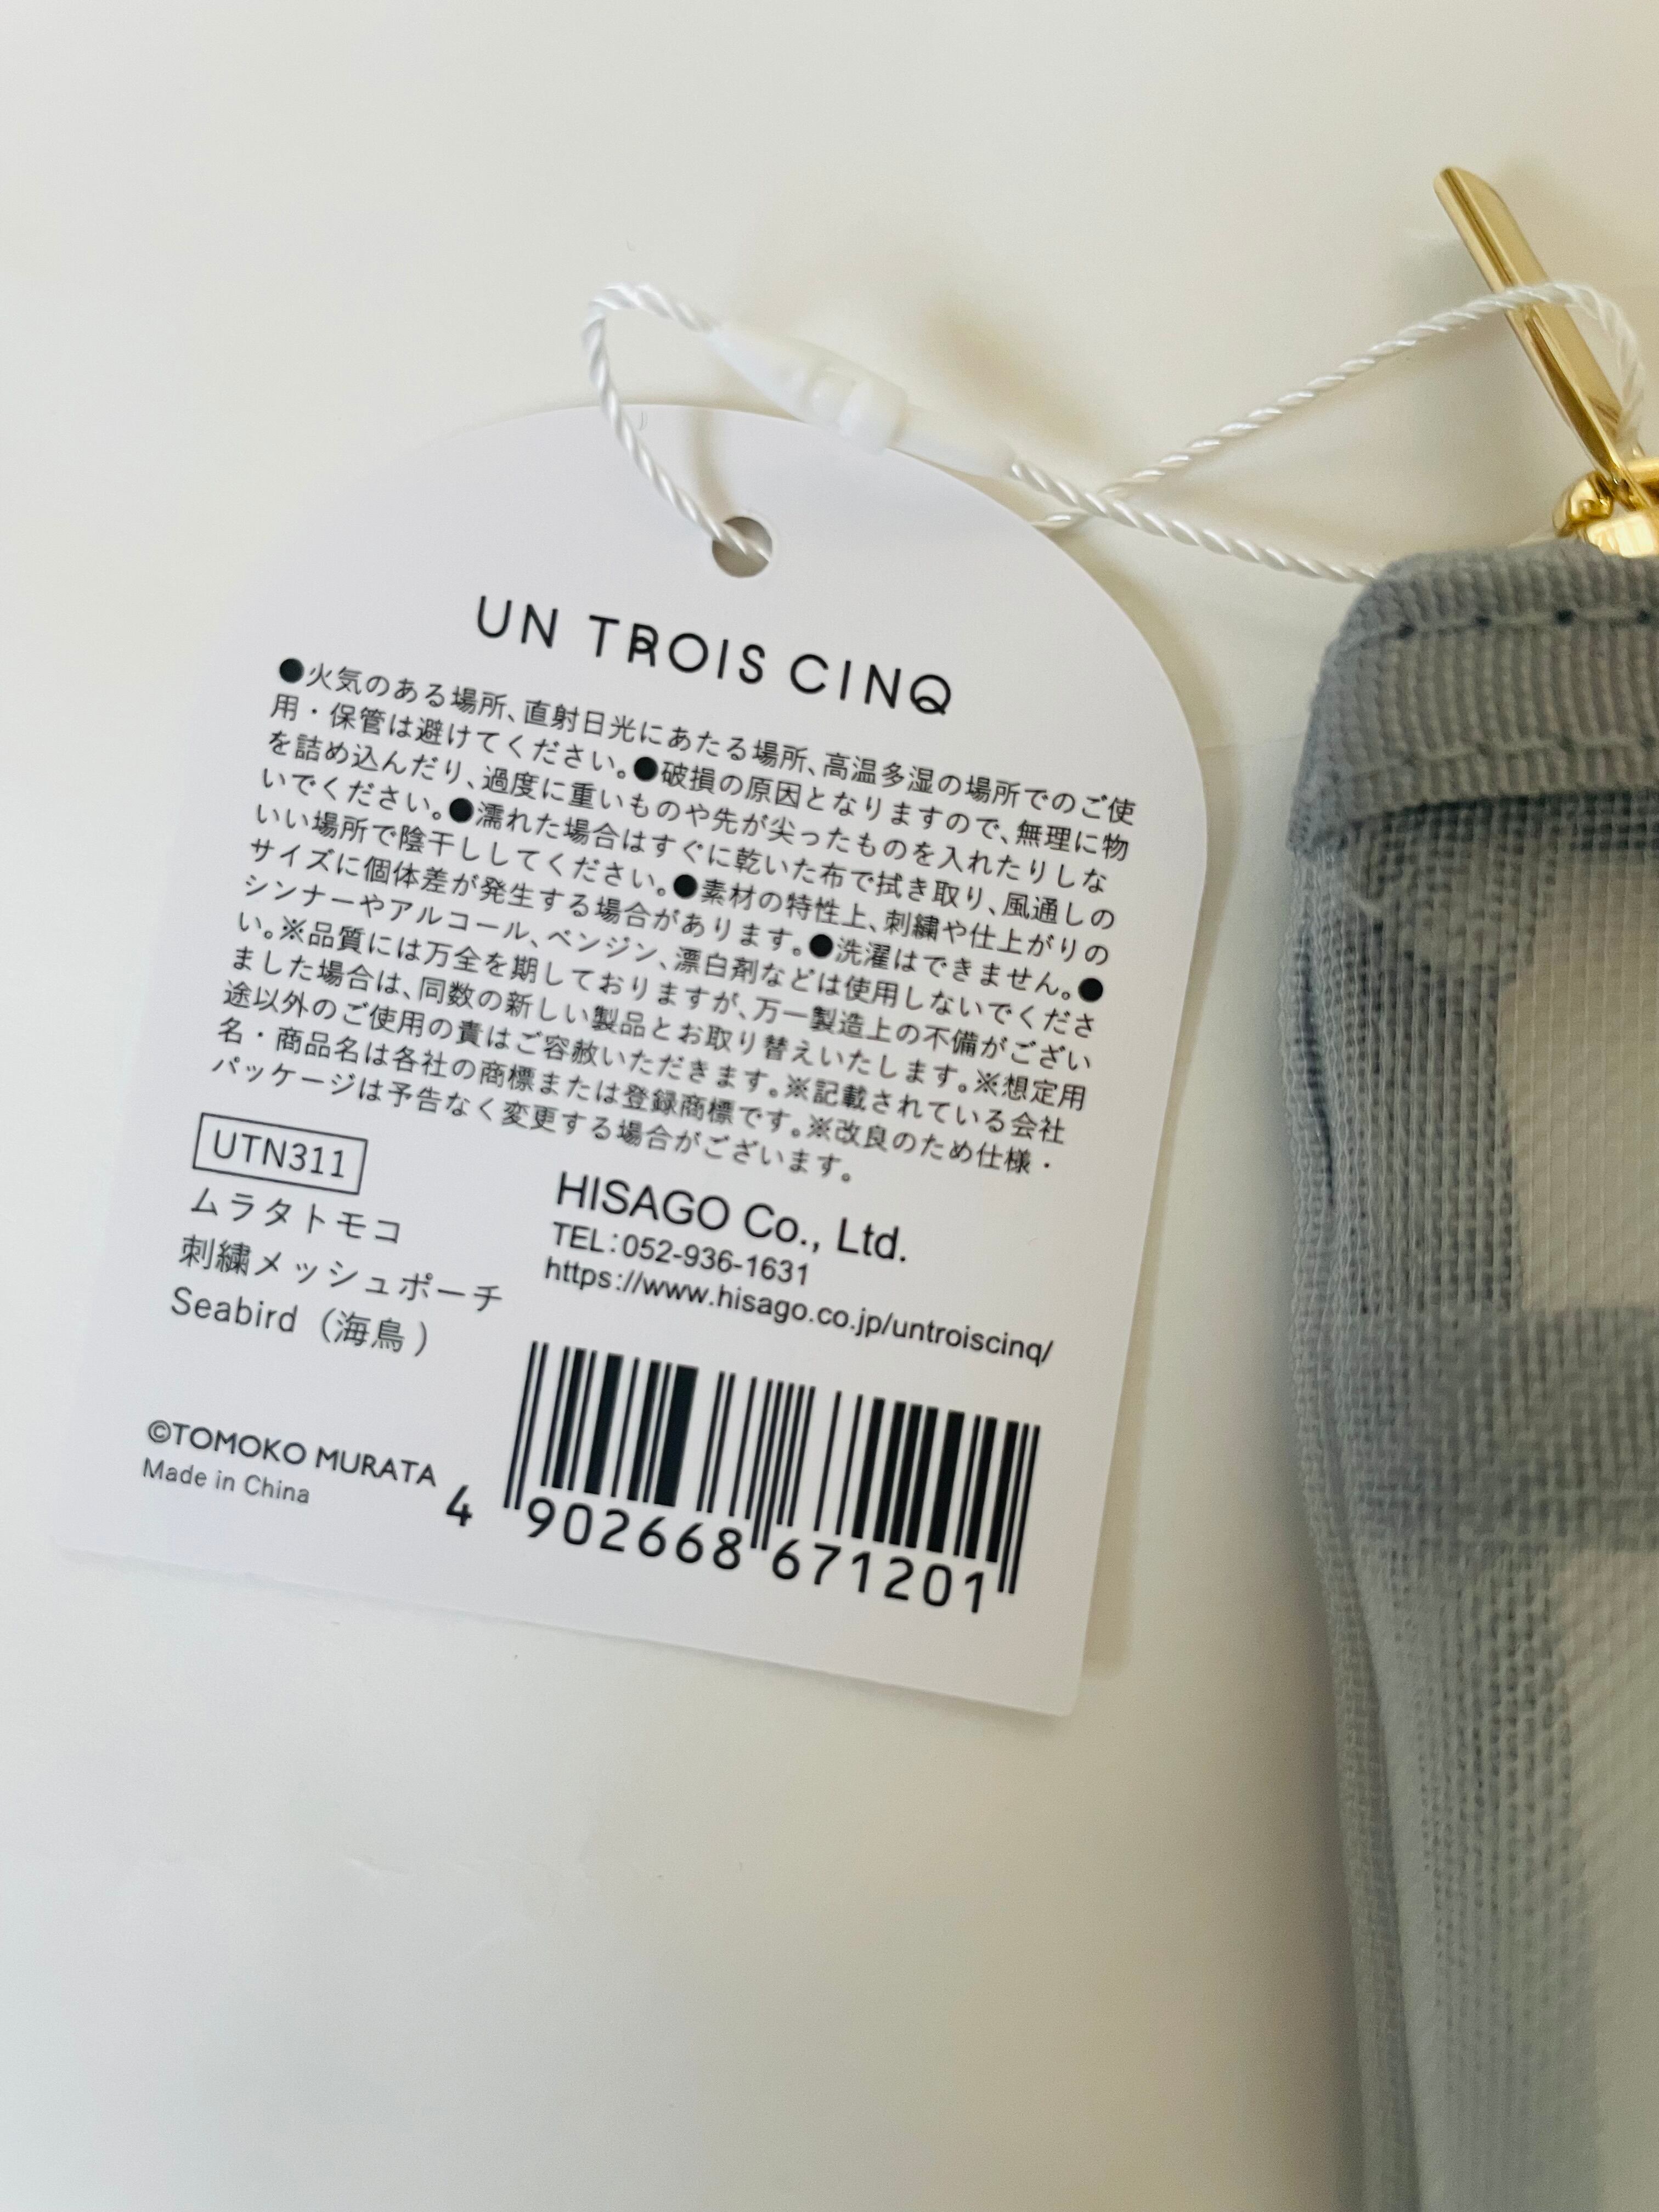 UN TROIS CINQ
●火気のある場所、直射日光にあたる場所、高温多湿の場所でのご使
用・保管は避けてください。●破損の原因となりますので、無理に物
を詰め込んだり、過度に重いものや先が尖ったものを入れたりしな
いでください。●濡れた場合はすぐに乾いた布で拭き取り、風通しの
いい場所で陰干ししてください。●素材の特性上、刺繍や仕上がりの
サイズに個体差が発生する場合があります。●洗濯はできません。●
シンナーやアルコール、ベンジン、漂白剤などは使用しないでくださ
い。※品質には万全を期しておりますが、万一製造上の不備がござい
ました場合は、同数の新しい製品とお取り替えいたします。※想定用
途以外のご使用の責はご容赦いただきます。※記載されている会社
名・商品名は各社の商標または登録商標です。※改良のため仕様・
パッケージは予告なく変更する場合がございます。
UTN311
ムラタトモコ
刺繍メッシュポーチ
Seabird（海鳥）
HISAGO Co., Ltd.
TEL:052-936-1631
https://www.hisago.co.jp/untroiscinq/
©TOMOKO MURATA
Made in China
4 902668 671201